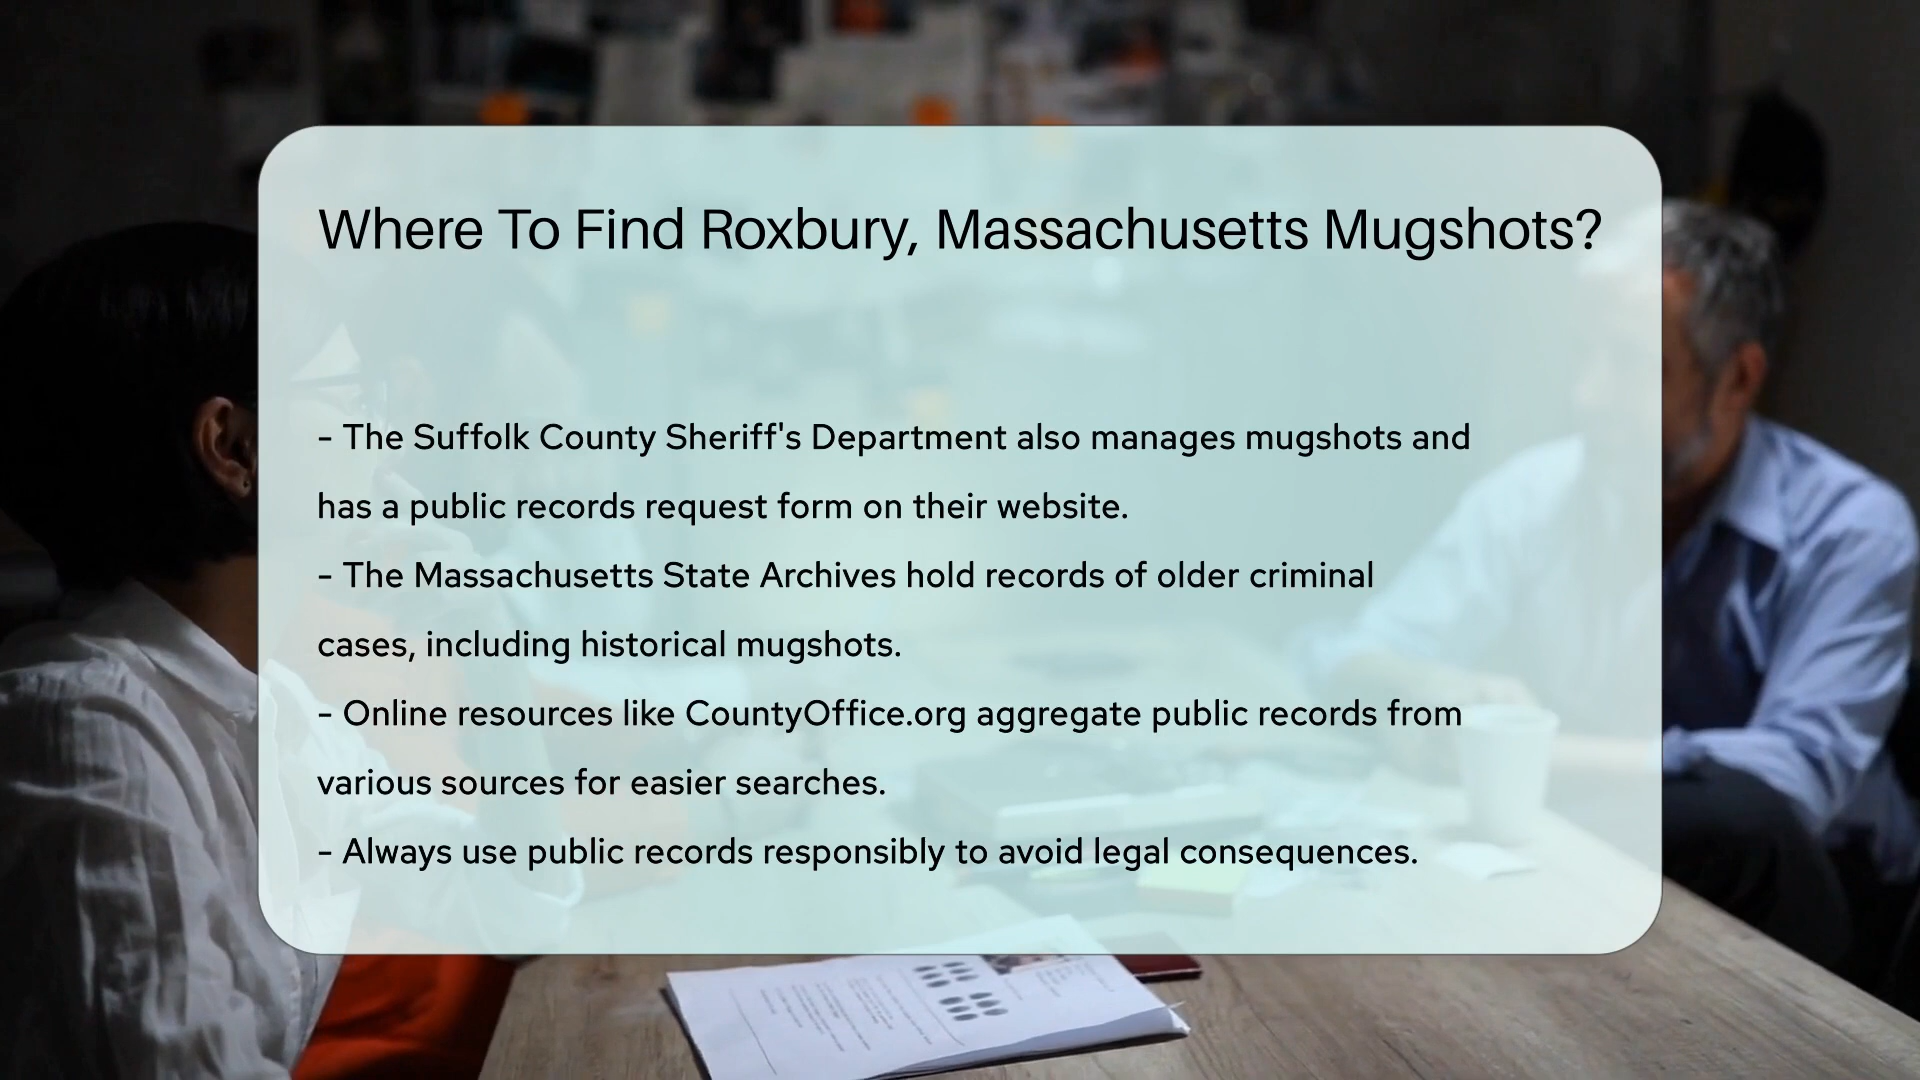 Where To Find Roxbury, Massachusetts Mugshots?
– The Suffolk County Sheriff's Department also manages mugshots and
has a public records request form on their website.
– The Massachusetts State Archives hold records of older criminal
cases, including historical mugshots.
– Online resources like CountyOffice.org aggregate public records from
various sources for easier searches.
– Always use public records responsibly to avoid legal consequences.